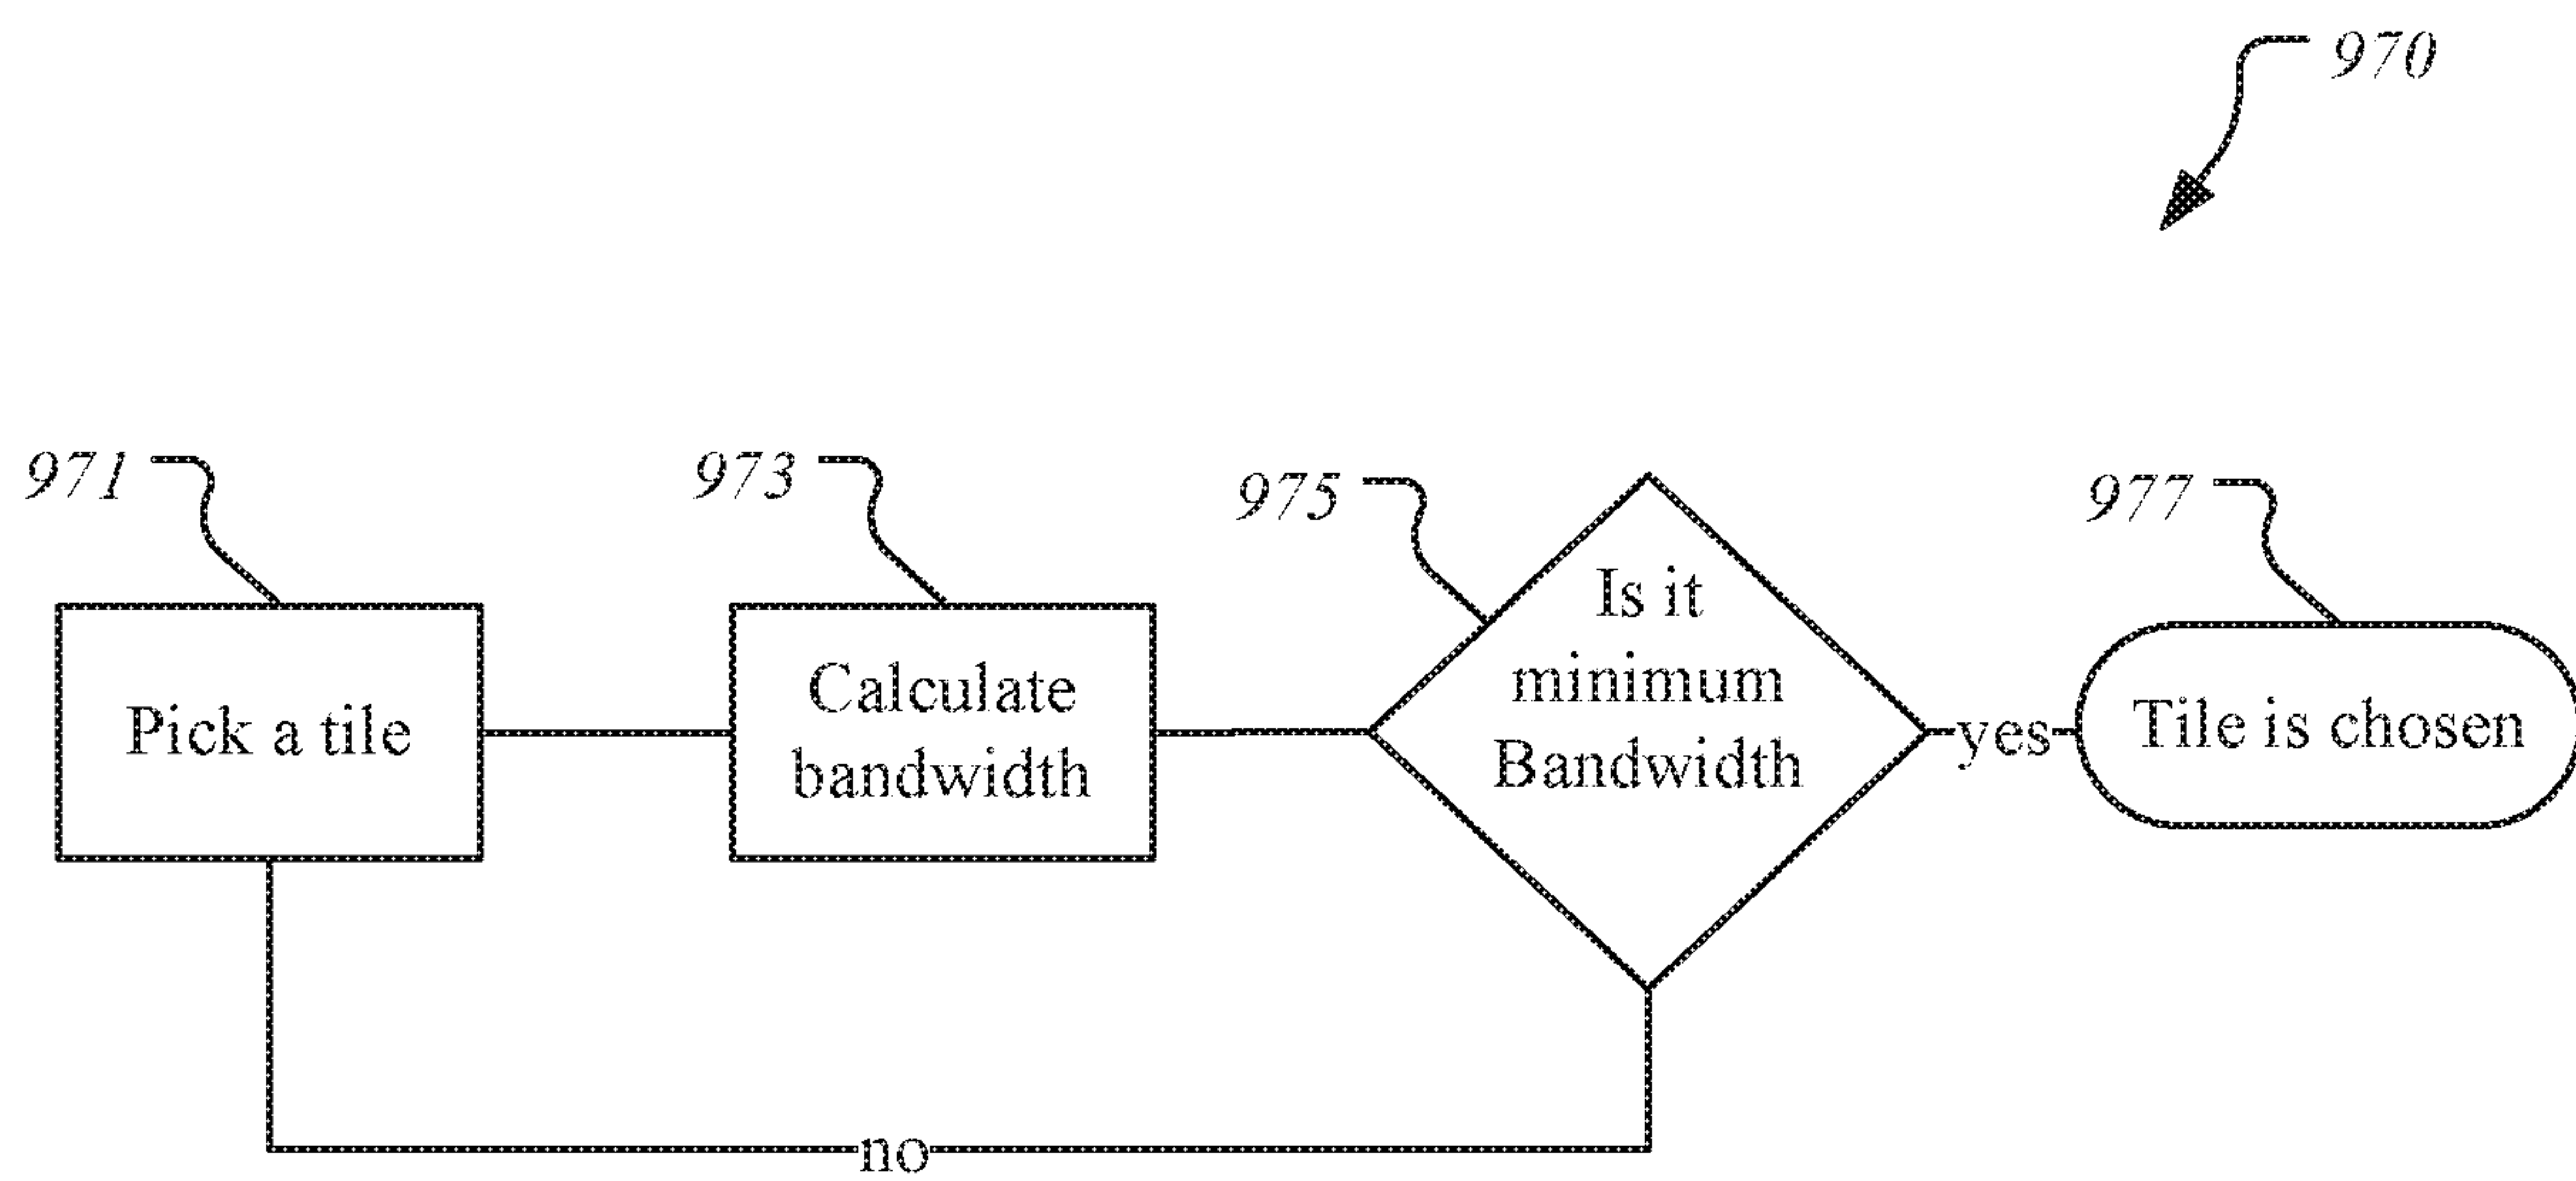 970
971
973
975
977
Pick a tile
Calculate
bandwidth
Is it
minimum
Bandwidth
yes
Tile is chosen
no